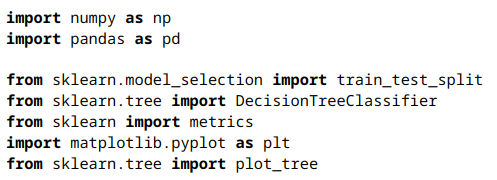 import numpy as np
import pandas as pd
from sklearn.model_selection import train_test_split
from sklearn.tree import DecisionTreeClassifier
from sklearn import metrics
import matplotlib.pyplot as plt
from sklearn.tree import plot_tree